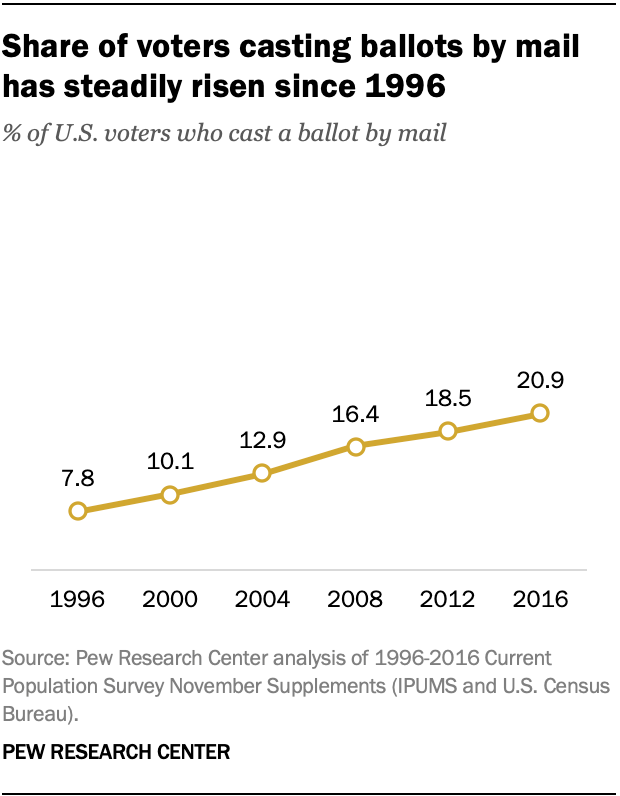 Share of voters casting ballots by mail
has steadily risen since 1996
% of U.S. voters who cast a ballot by mail
20.9
18.5
16.4
12.9
10.1
7.8
1996 2000 2004 2008 2012 2016
Source: Pew Research Center analysis of 1996-2016 Current
Population Survey November Supplements (IPUMS and U.S. Census
Bureau).
PEW RESEARCH CENTER